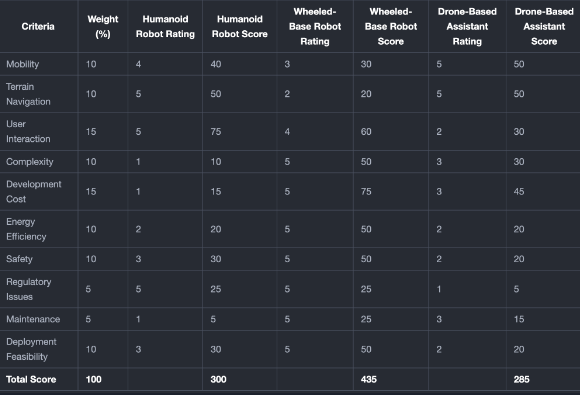 Criteria Weight (%) Humanoid Robot Rating Humanoid Robot Score Wheeled-Base Robot Rating Wheeled-Base Robot Score Drone-Based Assistant Rating Drone-Based Assistant Score
Mobility 10 4 40 3 30 5 50
Terrain Navigation 10 5 50 2 20 5 50
User Interaction 15 5 75 4 60 2 30
Complexity 10 1 10 5 50 3 30
Development Cost 15 1 15 5 75 3 45
Energy Efficiency 10 2 20 5 50 2 20
Safety 10 3 30 5 50 2 20
Regulatory Issues 5 5 25 5 25 1 5
Maintenance 5 1 5 5 25 3 15
Deployment Feasibility 10 3 30 5 50 2 20
Total Score 100 300 435 285